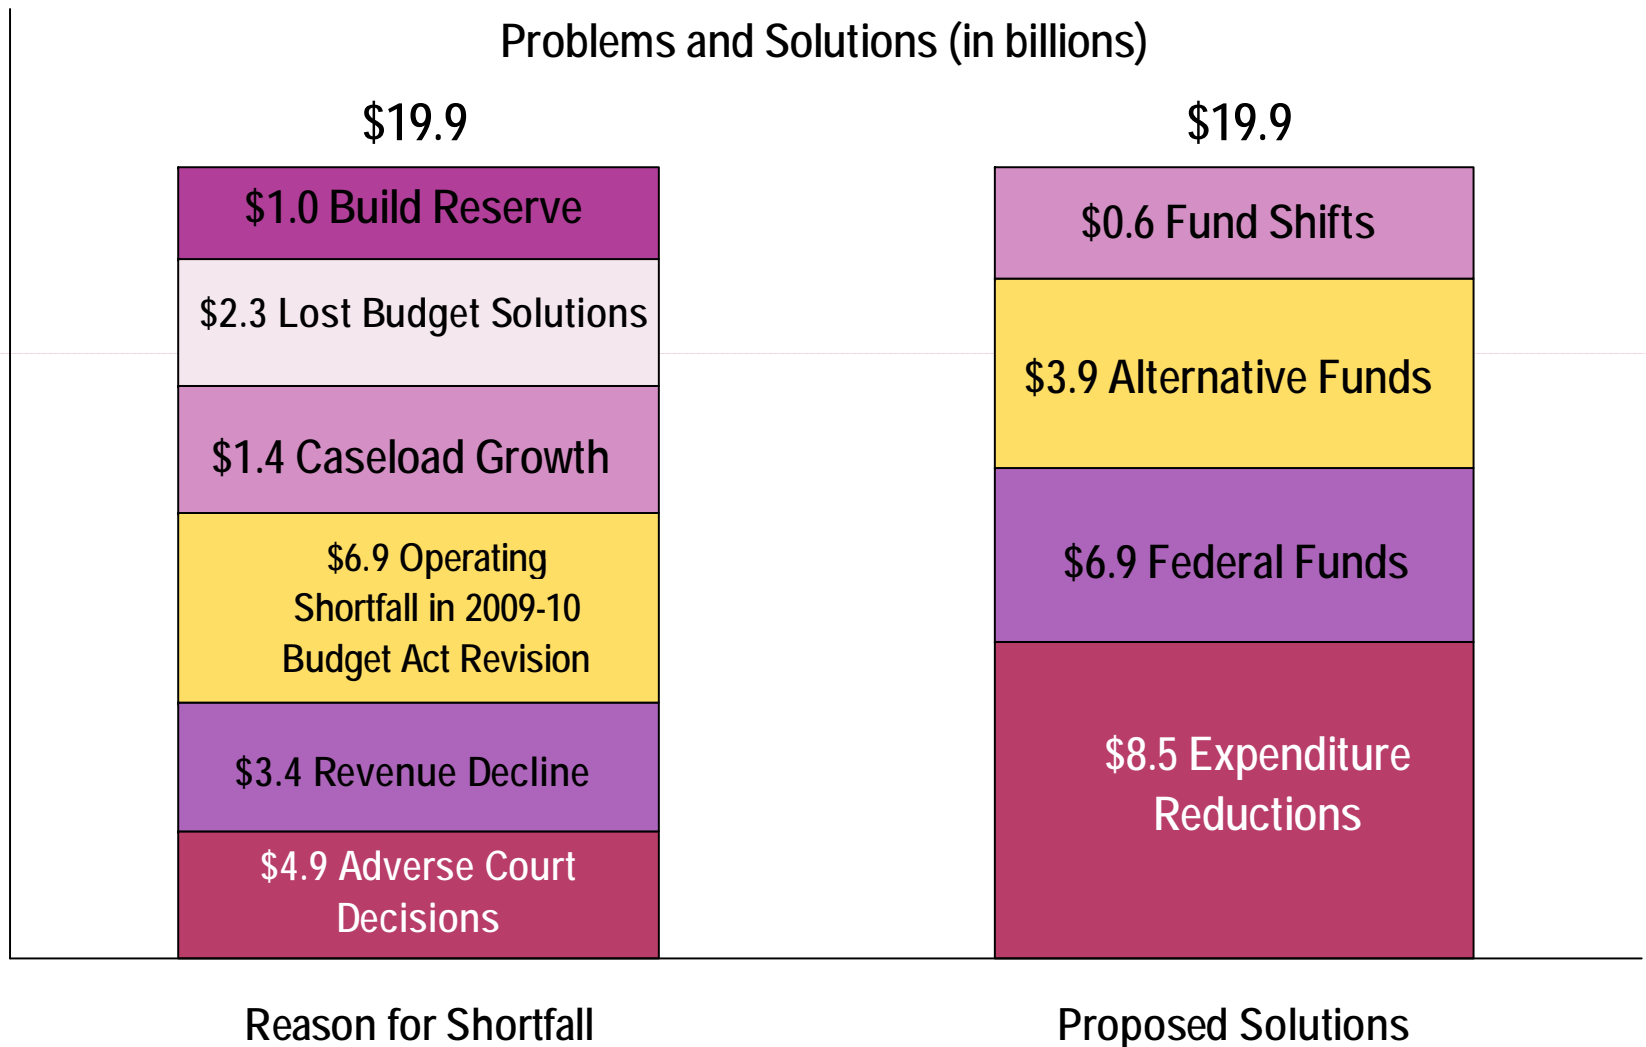 Problems and Solutions (in billions)
$19.9
$1.0 Build Reserve
$2.3 Lost Budget Solutions
$1.4 Caseload Growth
$6.9 Operating
Shortfall in 2009-10
Budget Act Revision
$3.4 Revenue Decline
$4.9 Adverse Court
Decisions
Reason for Shortfall
$19.9
$0.6 Fund Shifts
$3.9 Alternative Funds
$6.9 Federal Funds
$8.5 Expenditure
Reductions
Proposed Solutions